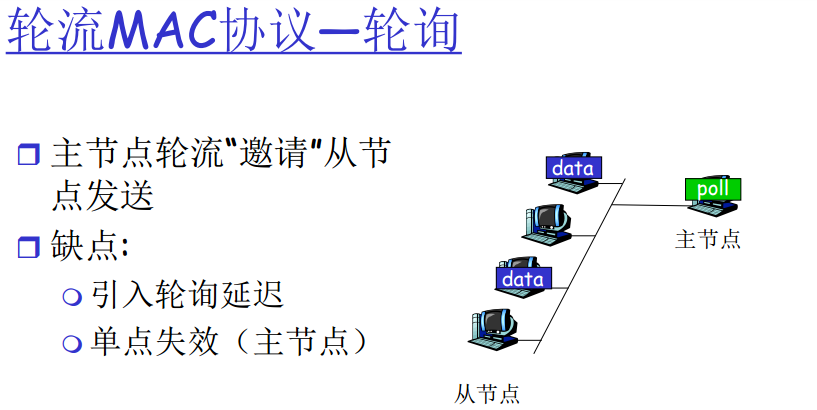 轮流MAC协议—轮询
主节点轮流“邀请”从节
点发送
缺点:
引入轮询延迟
单点失效（主节点）
data
poll
主节点
data
从节点